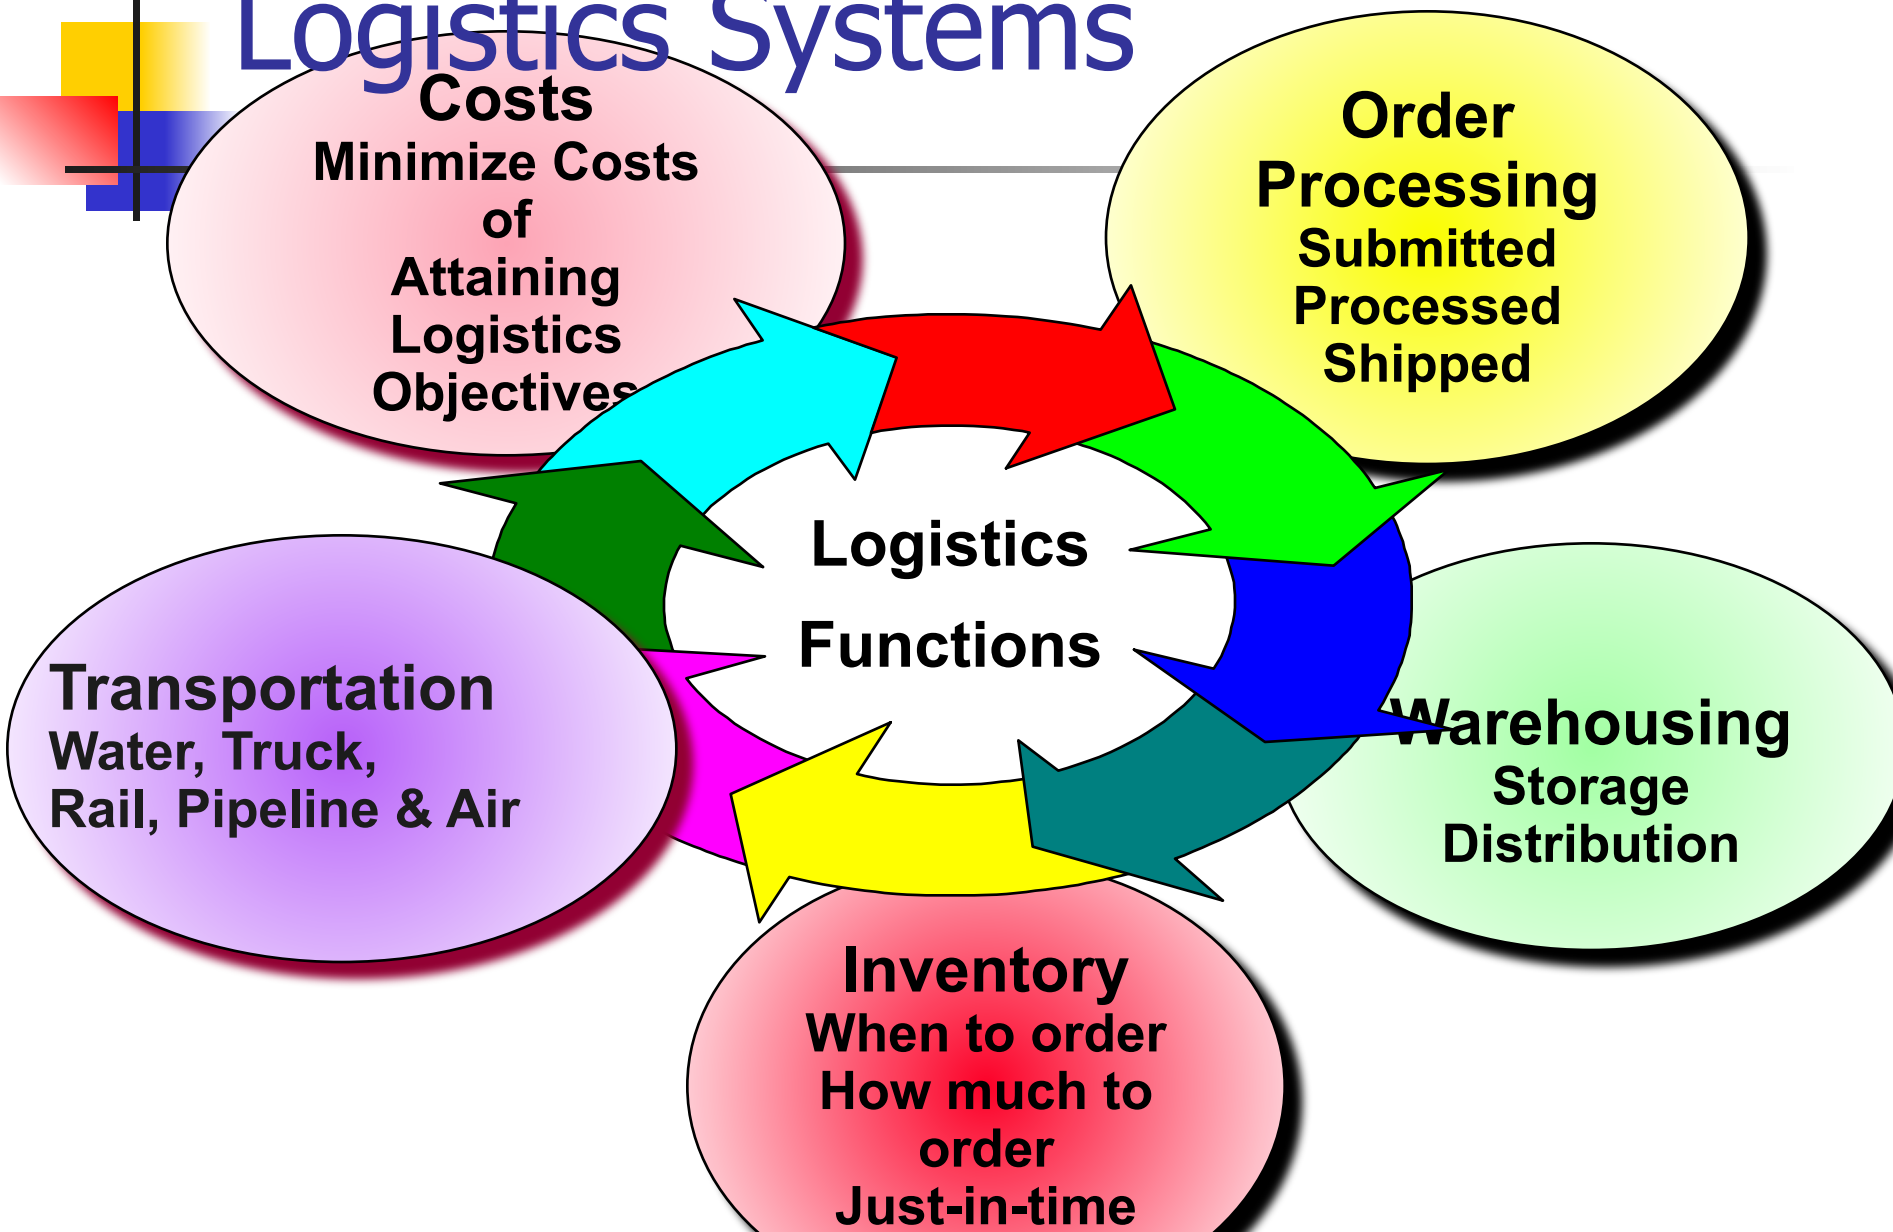 Logistics Systems
Costs
Minimize Costs
of
Attaining
Logistics
Objectives
Order
Processing
Submitted
Processed
Shipped
Logistics
Functions
Transportation
Water, Truck,
Rail, Pipeline & Air
Warehousing
Storage
Distribution
Inventory
When to order
How much to
order
Just-in-time